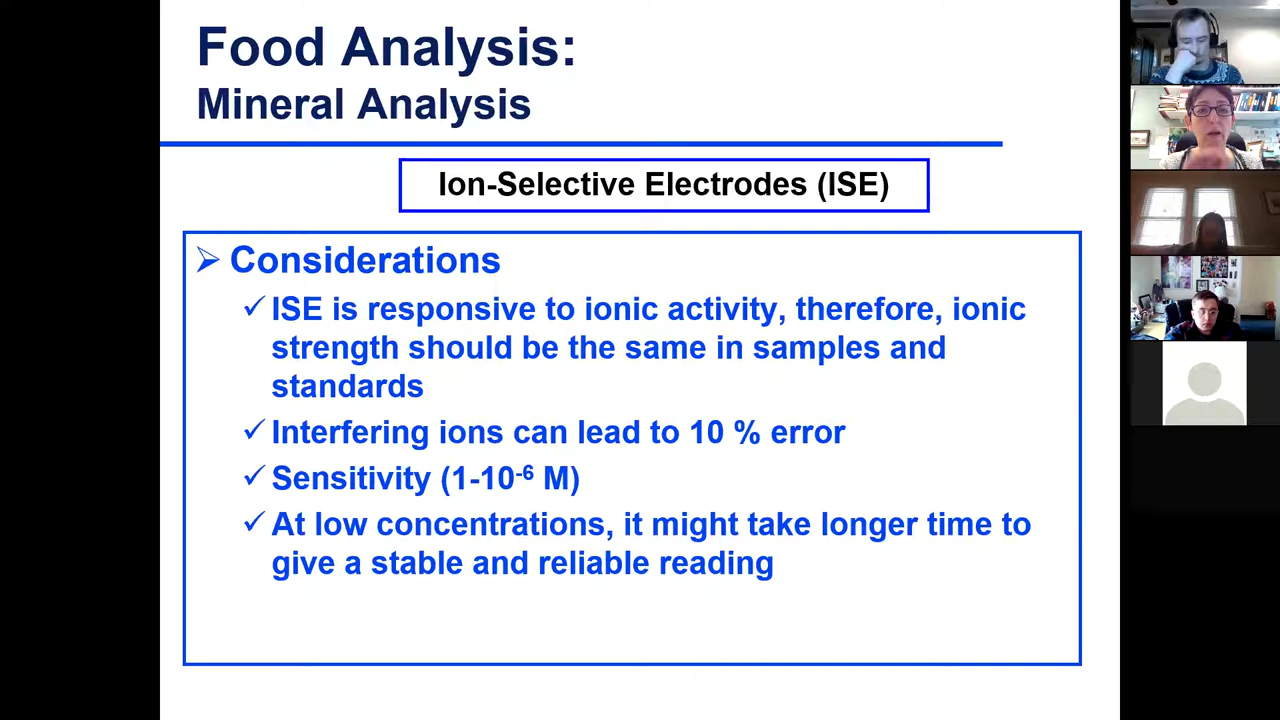 Food Analysis:
Mineral Analysis
Ion-Selective Electrodes (ISE)
➢ Considerations
✓ ISE is responsive to ionic activity, therefore, ionic
strength should be the same in samples and
standards
✓ Interfering ions can lead to 10 % error
✓ Sensitivity (1-10⁻⁶ M)
✓ At low concentrations, it might take longer time to
give a stable and reliable reading